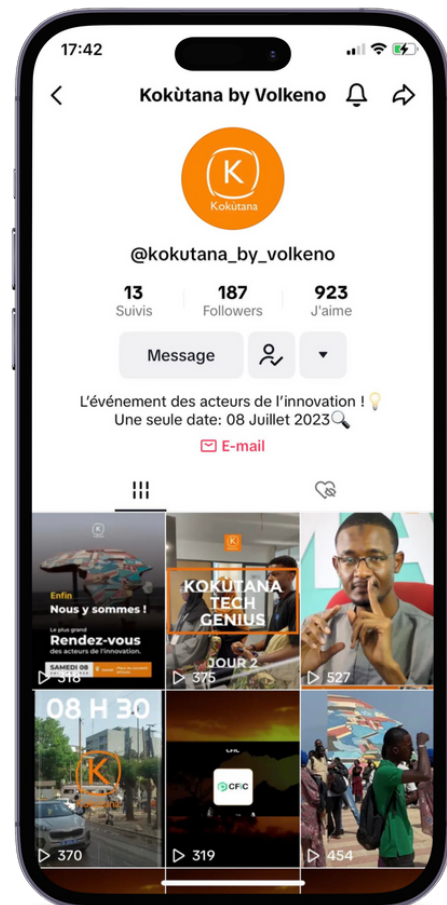 17:42
Kokùtana by Volkeno
K
Kokùtana
@kokutana_by_volkeno
13 187 923
Suivis Followers J'aime
Message
L'événement des acteurs de l'innovation !
Une seule date: 08 Juillet 2023
E-mail
K
Enfin
Nous y sommes !
Le plus grand
Rendez-vous
des acteurs de l'innovation.
SAMEDI 08
318
K
KOKÙTANA
TECH
GENIUS
JOUR 2
375
527
08 H 30
K
370
CFiC
319
454